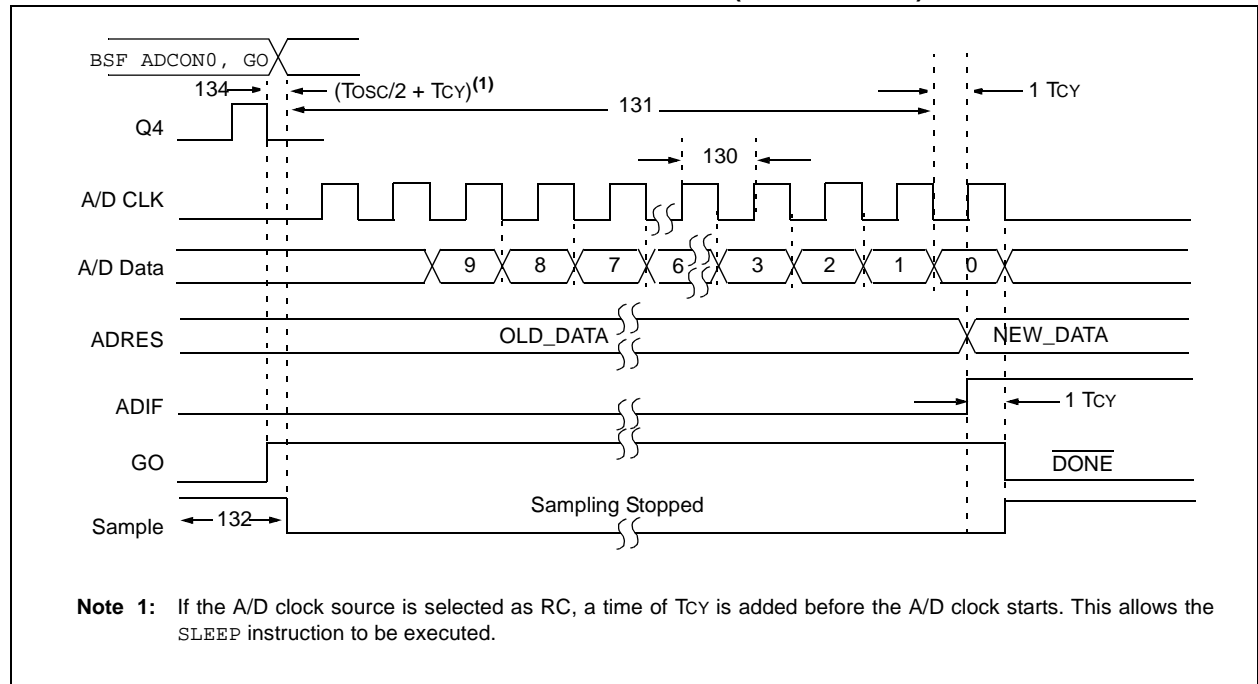 BSF ADCON0, GO
134 (TOSC/2 + TCY)(1) 1 TCY
131
Q4
130
A/D CLK
A/D Data 9 8 7 6 3 2 1 0
ADRES OLD_DATA NEW_DATA
ADIF 1 TCY
GO DONE
Sampling Stopped
Sample 132
Note 1: If the A/D clock source is selected as RC, a time of TCY is added before the A/D clock starts. This allows the
SLEEP instruction to be executed.